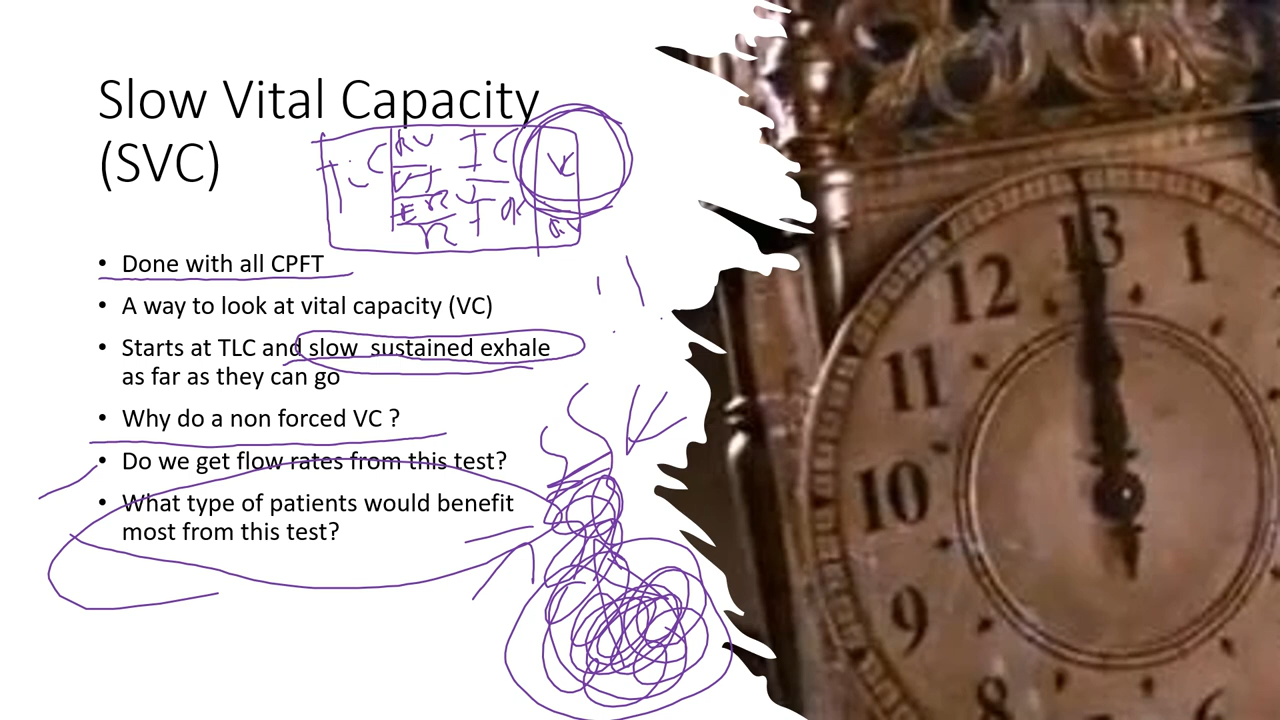 Slow Vital Capacity
(SVC)
IC
VC
• Done with all CPFT
• A way to look at vital capacity (VC)
• Starts at TLC and slow sustained exhale
as far as they can go
• Why do a non forced VC ?
• Do we get flow rates from this test?
• What type of patients would benefit
most from this test?
13
12
1
11
10
9
8
6